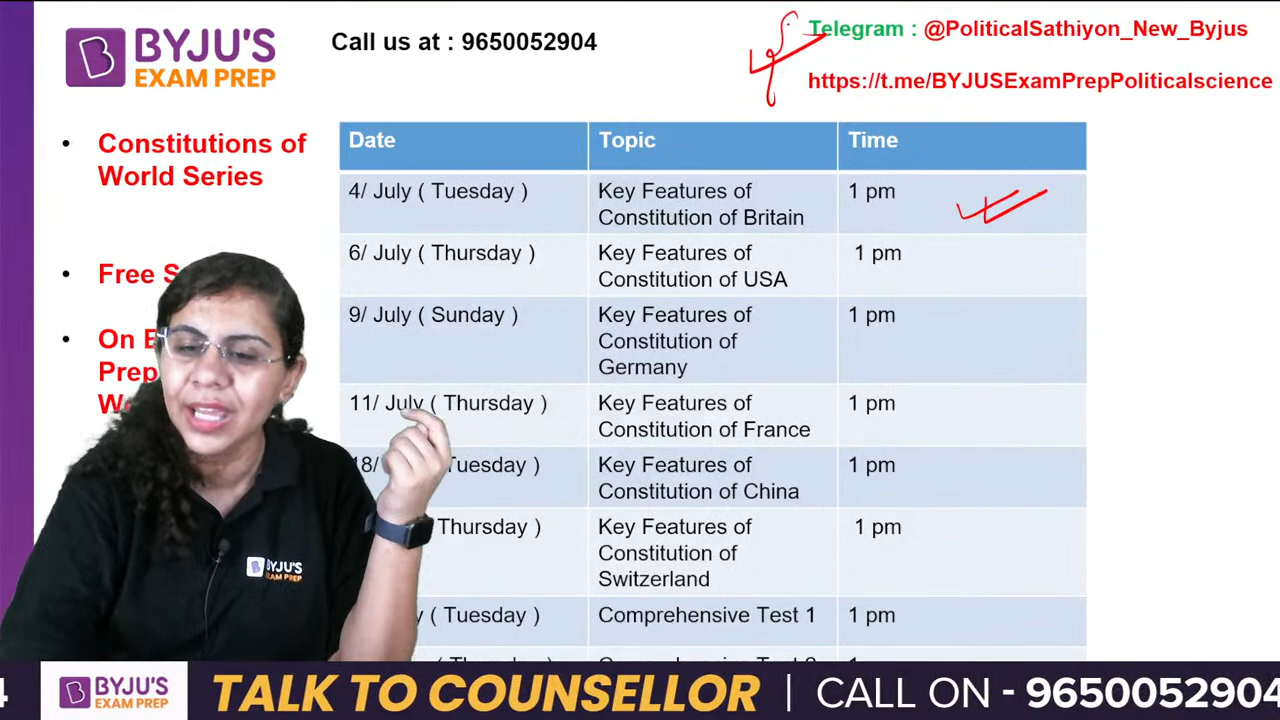 BYJU'S
EXAM PREP
Call us at : 9650052904
Telegram : @PoliticalSathiyon_New_Byjus
https://t.me/BYJUSExamPrepPoliticalscience
• Constitutions of
World Series
• Free
• On
Prep
Date Topic Time
4/ July ( Tuesday ) Key Features of 1 pm
Constitution of Britain
6/ July ( Thursday ) Key Features of 1 pm
Constitution of USA
9/ July ( Sunday ) Key Features of 1 pm
Constitution of
Germany
11/ July ( Thursday ) Key Features of 1 pm
Constitution of France
18/ Tuesday ) Key Features of 1 pm
Constitution of China
Thursday ) Key Features of 1 pm
Constitution of
Switzerland
( Tuesday ) Comprehensive Test 1 1 pm
BYJU'S
EXAM PREP
4
BYJU'S
EXAM PREP
TALK TO COUNSELLOR | CALL ON - 9650052904